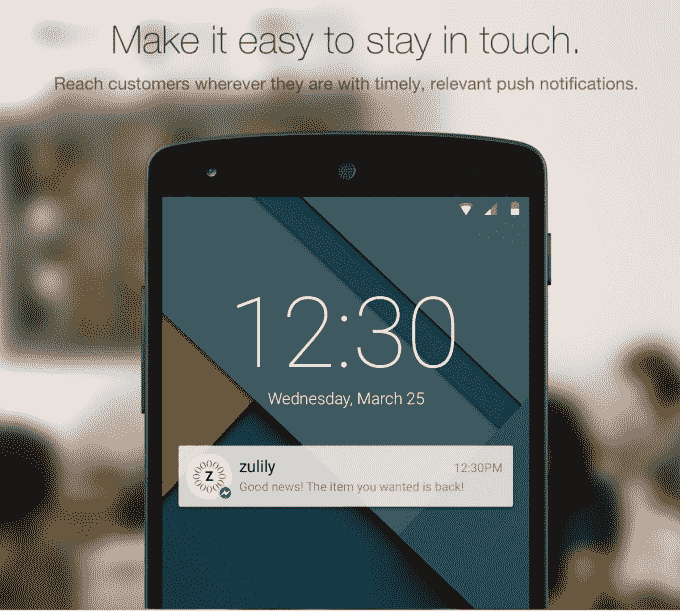 Make it easy to stay in touch.
Reach customers wherever they are with timely, relevant push notifications.
12:30
Wednesday, March 25
Z
zulily
12:30PM
Good news! The item you wanted is back!